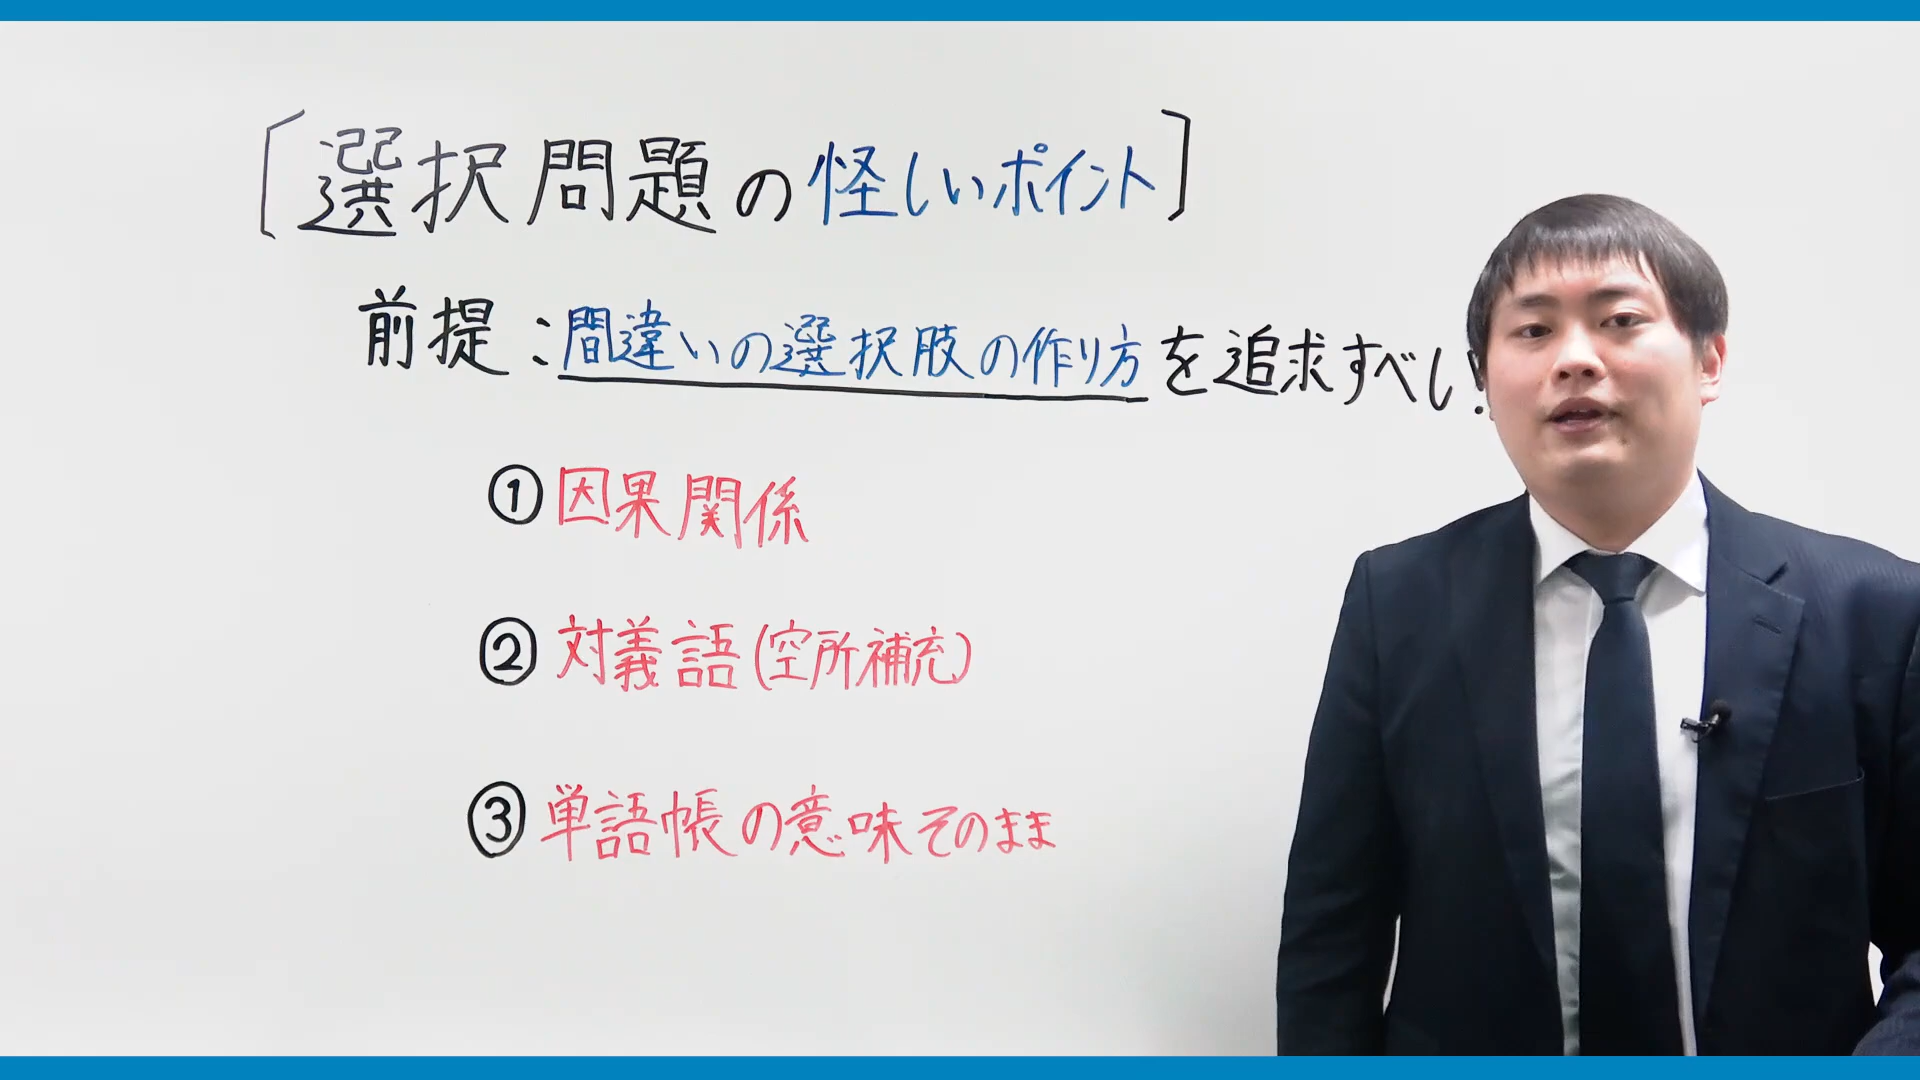 ［選択問題の怪しいポイント］
前提：間違いの選択肢の作り方を追求すべし！
①因果関係
②対義語(空所補充)
③単語帳の意味そのまま